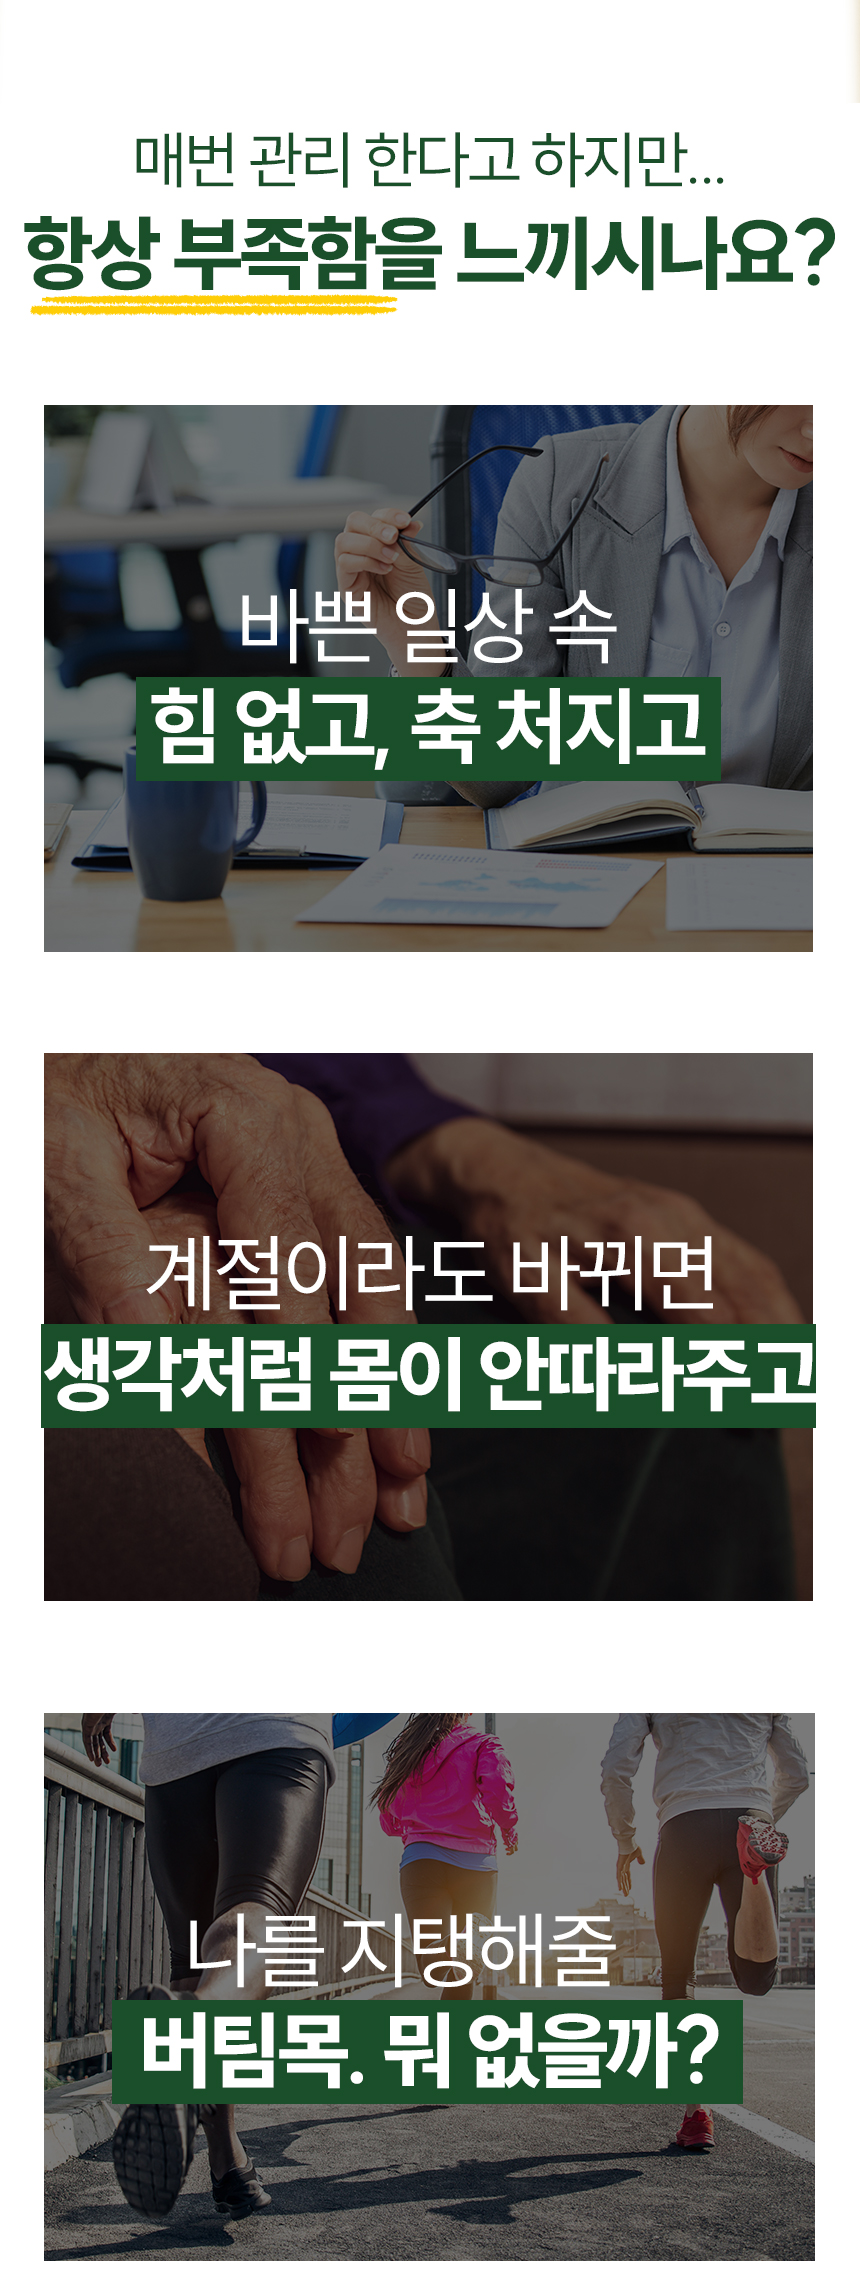 매번 관리 한다고 하지만...
항상 부족함을 느끼시나요?
바쁜 일상 속
힘 없고, 축 처지고
계절이라도 바뀌면
생각처럼 몸이 안따라주고
나를 지탱해줄
버팀목. 뭐 없을까?